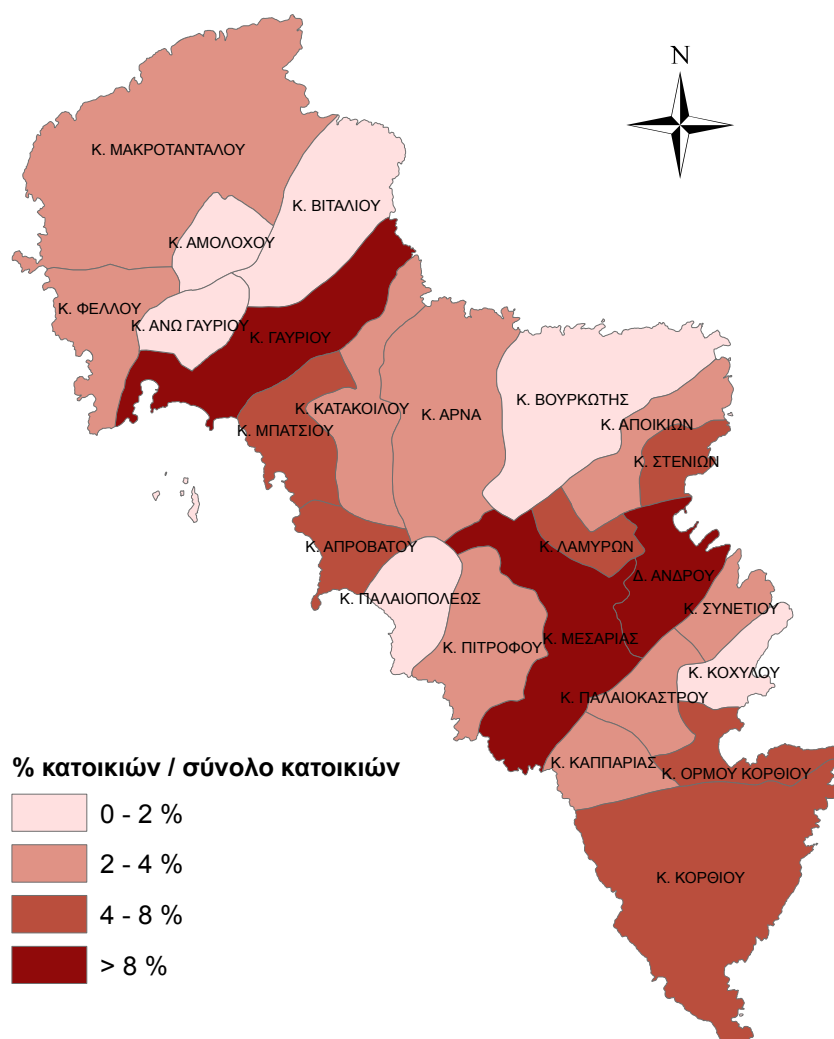 N
Κ. ΜΑΚΡΟΤΑΝΤΑΛΟΥ
Κ. ΒΙΤΑΛΙΟΥ
Κ. ΑΜΟΛΟΧΟΥ
Κ. ΦΕΛΛΟΥ
Κ. ΑΝΩ ΓΑΥΡΙΟΥ
Κ. ΓΑΥΡΙΟΥ
Κ. ΒΟΥΡΚΩΤΗΣ
Κ. ΚΑΤΑΚΟΙΛΟΥ
Κ. ΑΡΝΑ
Κ. ΑΠΟΙΚΙΩΝ
Κ. ΜΠΑΤΣΙΟΥ
Κ. ΣΤΕΝΙΩΝ
Κ. ΑΠΡΟΒΑΤΟΥ
Κ. ΛΑΜΥΡΩΝ
Δ. ΑΝΔΡΟΥ
Κ. ΠΑΛΑΙΟΠΟΛΕΩΣ
Κ. ΣΥΝΕΤΙΟΥ
Κ. ΠΙΤΡΟΦΟΥ
Κ. ΜΕΣΑΡΙΑΣ
Κ. ΚΟΧΥΛΟΥ
Κ. ΠΑΛΑΙΟΚΑΣΤΡΟΥ
Κ. ΚΑΠΠΑΡΙΑΣ
Κ. ΟΡΜΟΥ ΚΟΡΘΙΟΥ
Κ. ΚΟΡΘΙΟΥ
% κατοικιών / σύνολο κατοικιών
0 - 2 %
2 - 4 %
4 - 8 %
> 8 %